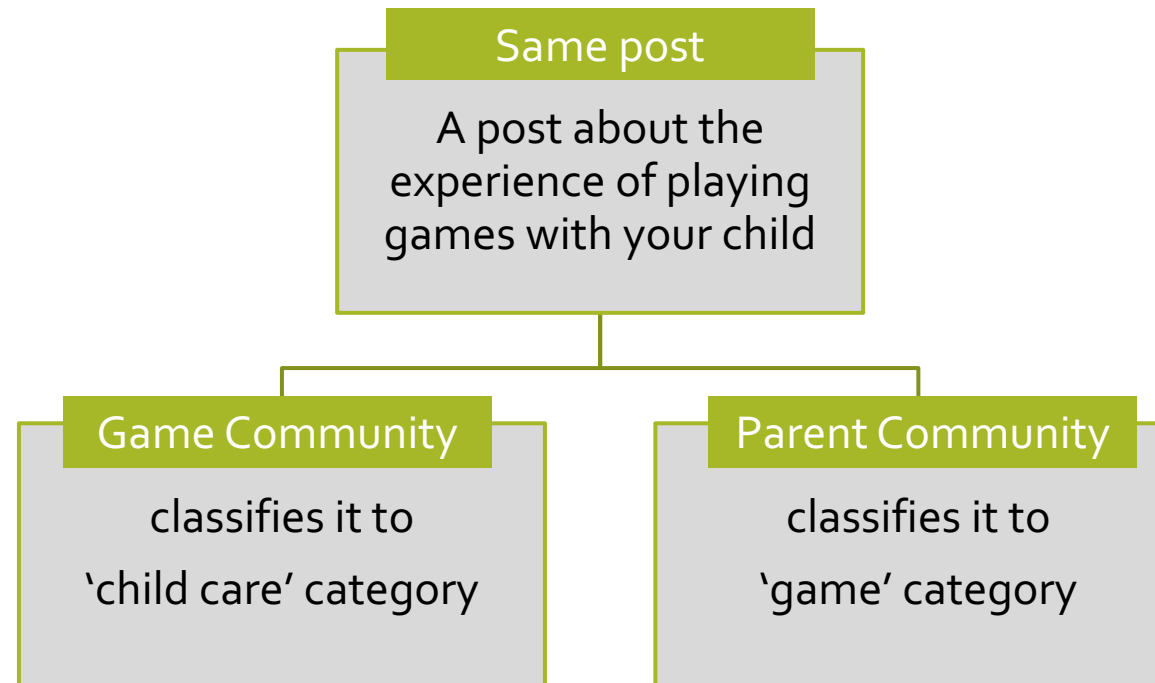 Same post
A post about the
experience of playing
games with your child
Game Community
classifies it to
‘child care’ category
Parent Community
classifies it to
‘game’ category